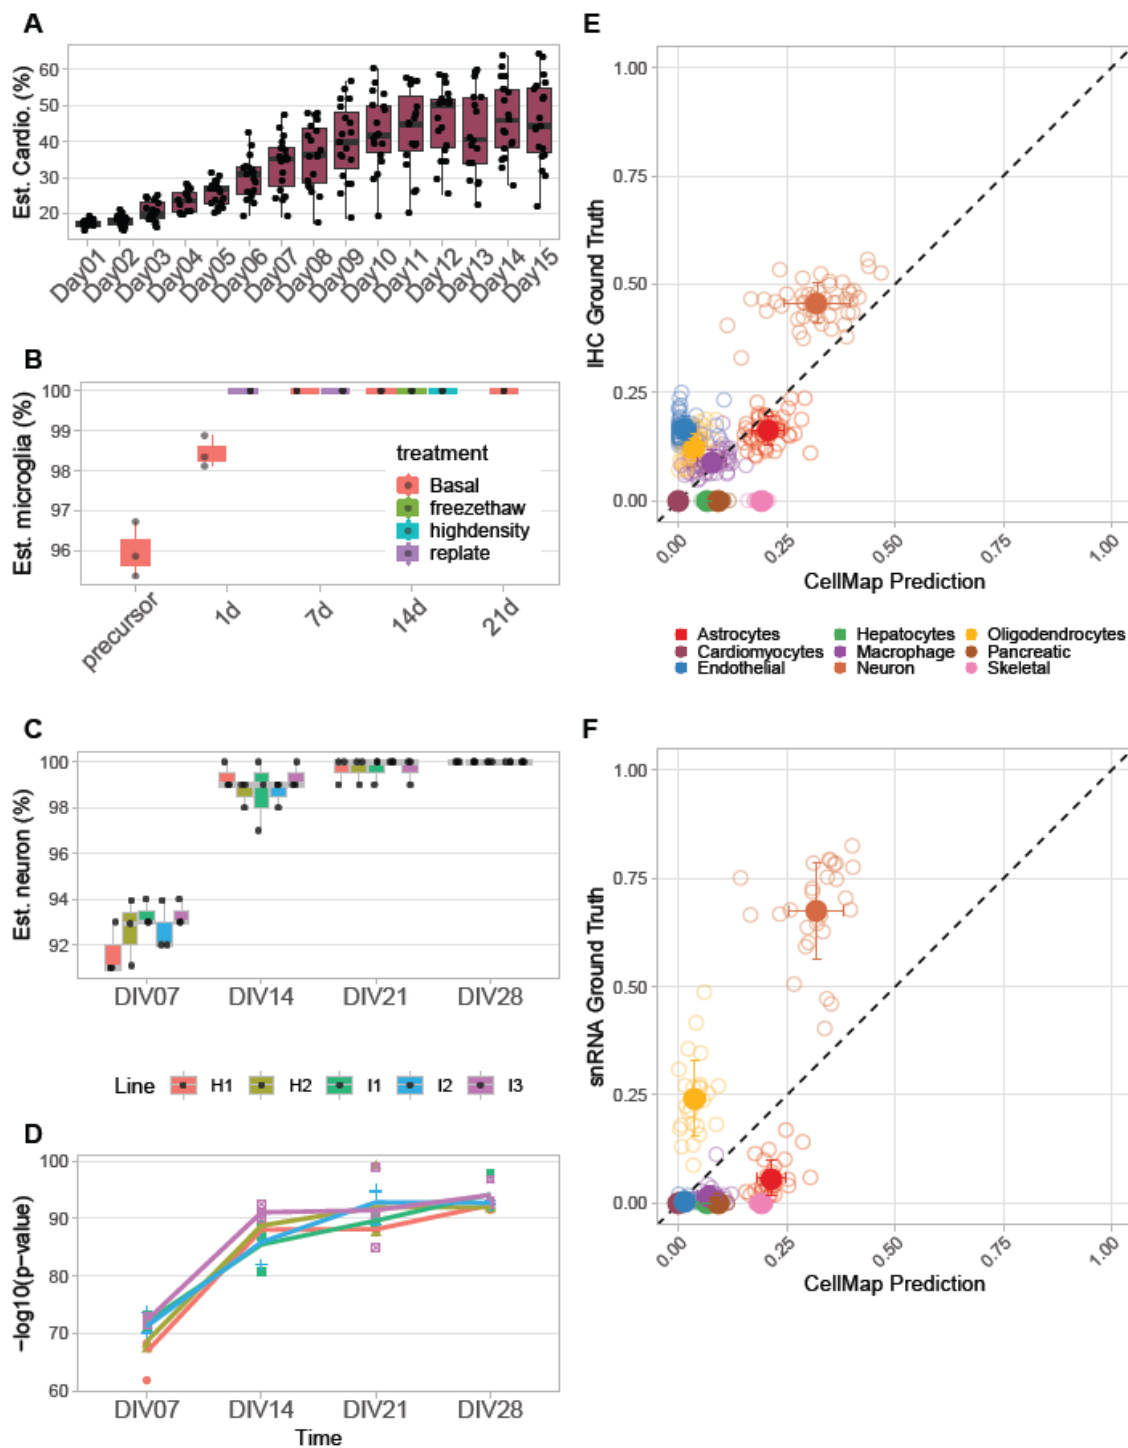 A
Est. Cardio. (%)
60
50
40
30
20
Day01 Day02 Day03 Day04 Day05 Day06 Day07 Day08 Day09 Day10 Day11 Day12 Day13 Day14 Day15
B
Est. microglia (%)
100
99
98
97
96
treatment
Basal
freezethaw
highdensity
replate
precursor 1d 7d 14d 21d
C
Est. neuron (%)
100
98
96
94
92
DIV07 DIV14 DIV21 DIV28
Line H1 H2 I1 I2 I3
D
−log10(p−value)
100
90
80
70
60
DIV07 DIV14 DIV21 DIV28
Time
E
IHC Ground Truth
1.00
0.75
0.50
0.25
0.00
0.00 0.25 0.50 0.75 1.00
CellMap Prediction
Astrocytes Hepatocytes Oligodendrocytes
Cardiomyocytes Macrophage Pancreatic
Endothelial Neuron Skeletal
F
snRNA Ground Truth
1.00
0.75
0.50
0.25
0.00
0.00 0.25 0.50 0.75 1.00
CellMap Prediction